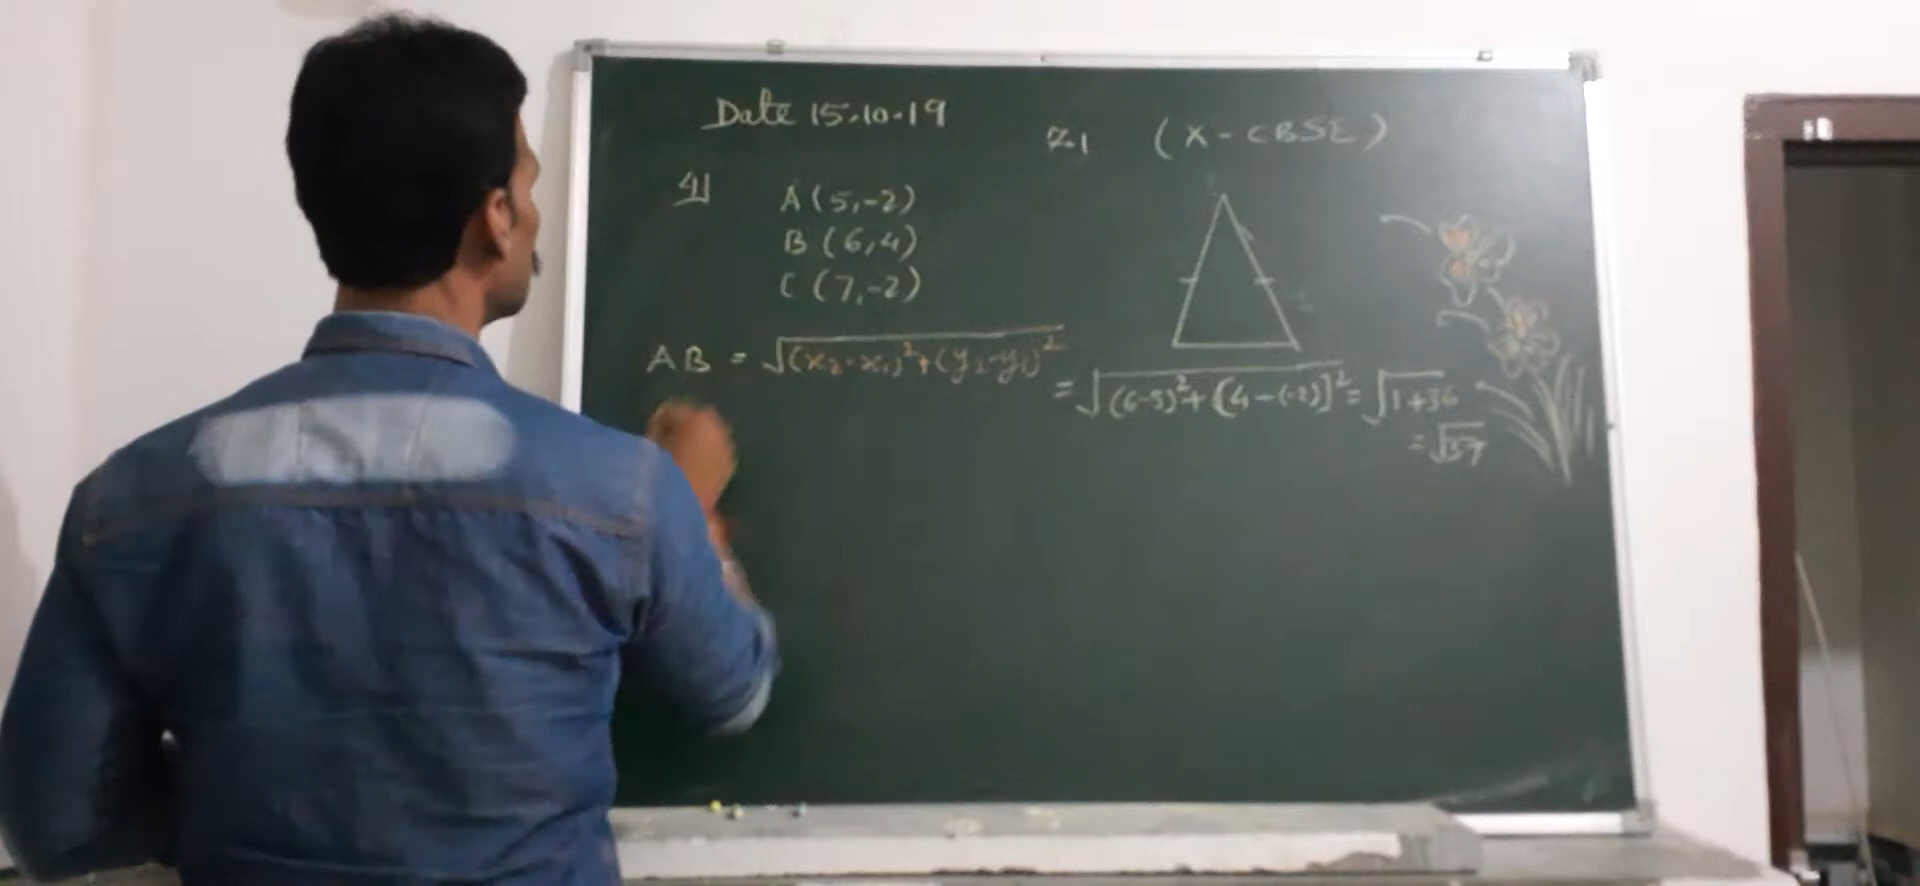 Date 15.10.19
7.1 (X - CBSE)
4)
A (5,-2)
B (6,4)
C (7,-2)
AB = √(x₂-x₁)²+(y₂-y₁)²
= √(6-5)²+[4-(-2)]² = √1+36
= √37